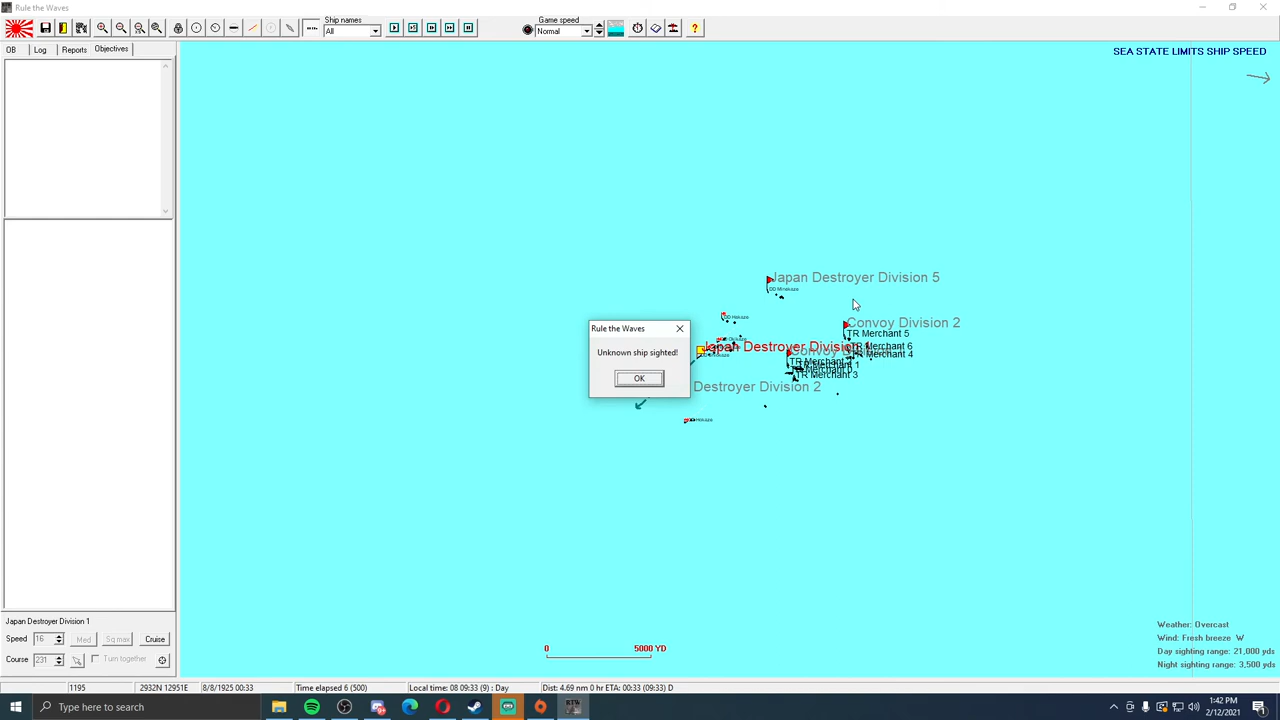 Rule the Waves
Ship names
All
Game speed
Normal
OB Log Reports Objectives
SEA STATE LIMITS SHIP SPEED
Japan Destroyer Division 5
DD Minekaze
DD Hakaze
Convoy Division 2
TR Merchant 5
TR Merchant 6
TR Merchant 4
TR Merchant 3
Rule the Waves
Unknown ship sighted!
OK
Destroyer Division 2
Japan Destroyer Division 1
Speed 16 Med Sq max Cruise
Course 231 Turn together
0 5000 YD
Weather: Overcast
Wind: Fresh breeze W
Day sighting range: 21,000 yds
Night sighting range: 3,500 yds
1195 2932N 12951E 8/8/1925 00:33 Time elapsed 6 (500) Local time: 08 09:33 (9) : Day Dist: 4.69 nm 0 hr ETA: 00:33 (09:33) D
Type here to search
1:42 PM
2/12/2021